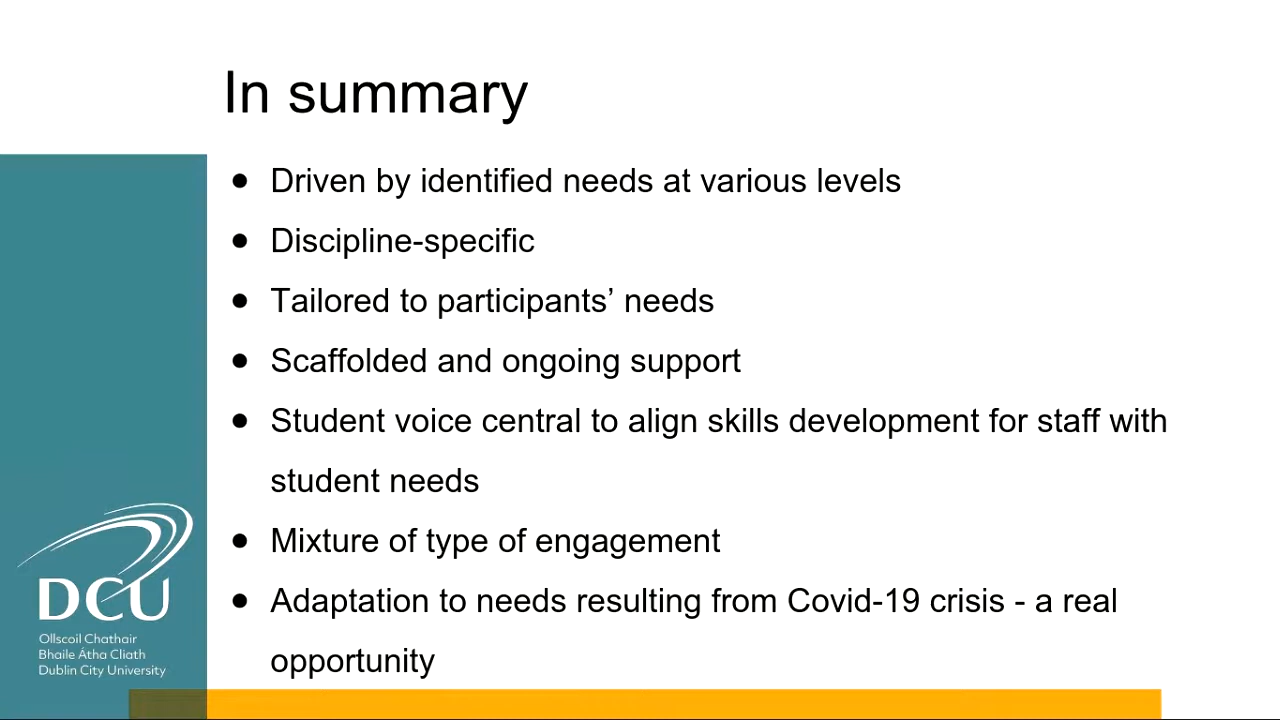 In summary
● Driven by identified needs at various levels
● Discipline-specific
● Tailored to participants’ needs
● Scaffolded and ongoing support
● Student voice central to align skills development for staff with
student needs
● Mixture of type of engagement
● Adaptation to needs resulting from Covid-19 crisis - a real
opportunity
DCU
Ollscoil Chathair
Bhaile Átha Cliath
Dublin City University